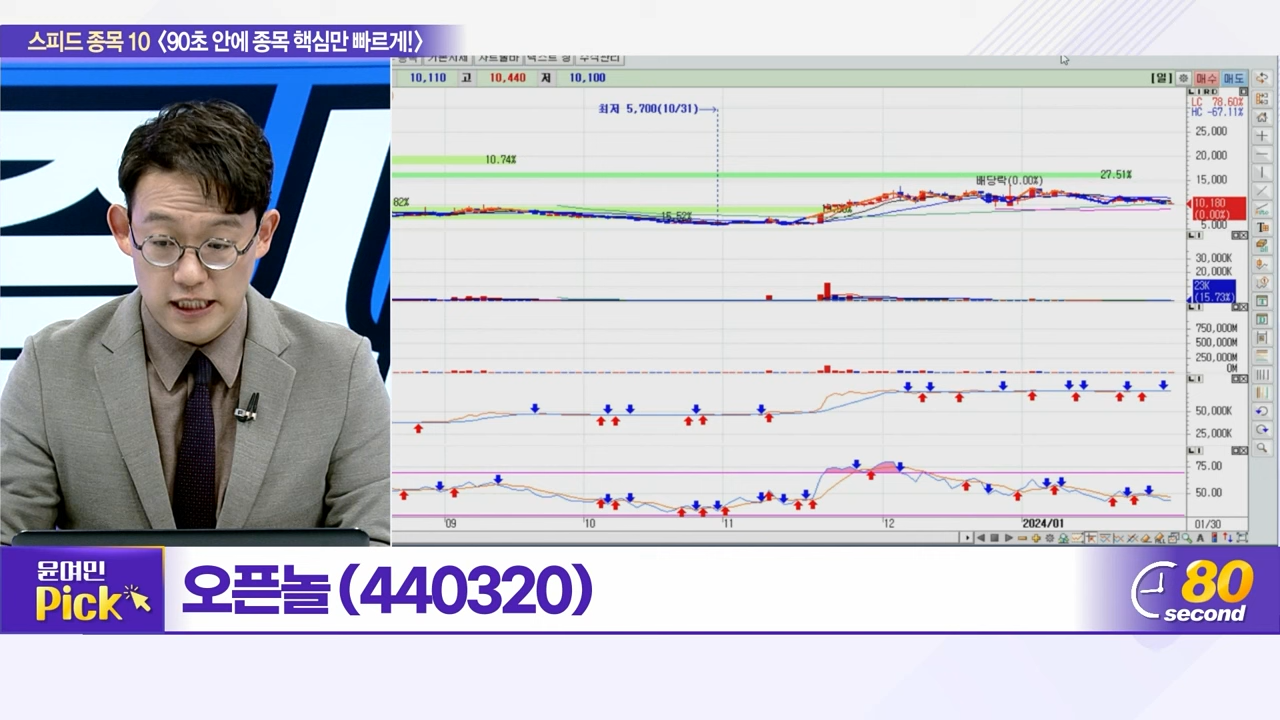 스피드 종목 10 〈90초 안에 종목 핵심만 빠르게!〉
10,110 고 10,440 저 10,100
[일] 매수 매도
LC 78.60%
HC -67.11%
최저 5,700(10/31)
25,000
20,000
15,000
10,180
(0.00%)
5,000
10.74%
27.51%
배당락(0.00%)
82%
15.52%
30,000K
20,000K
23K
(15.73%)
750,000M
500,000M
250,000M
0M
50,000K
25,000K
75.00
50.00
09 10 11 12 2024/01 01/30
윤여민
Pick
오픈놀(440320)
80
second